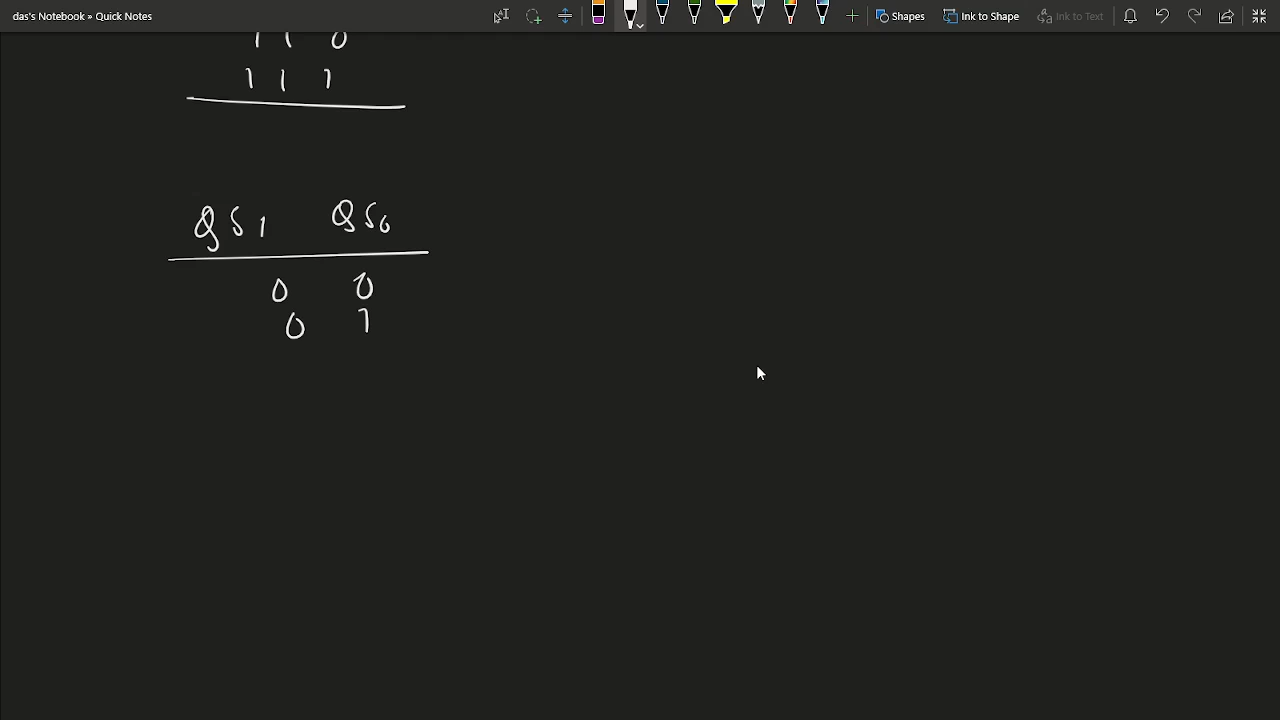 das's Notebook » Quick Notes Shapes Ink to Shape Ink to Text
1 1 0
1 1 1
QS1 QS0
0 0
0 1